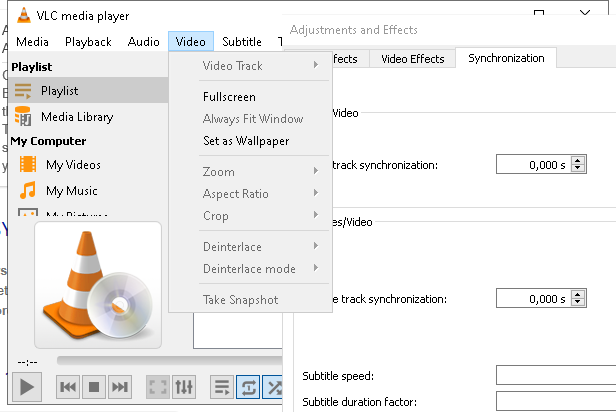 VLC media player
Media Playback Audio Video Subtitle T
Playlist
Playlist
Media Library
My Computer
My Videos
My Music
My Pictures
--:--
Video Track
Fullscreen
Always Fit Window
Set as Wallpaper
Zoom
Aspect Ratio
Crop
Deinterlace
Deinterlace mode
Take Snapshot
Adjustments and Effects
ffects Video Effects Synchronization
Video
track synchronization:
0,000 s
es/Video
e track synchronization:
0,000 s
Subtitle speed:
Subtitle duration factor: